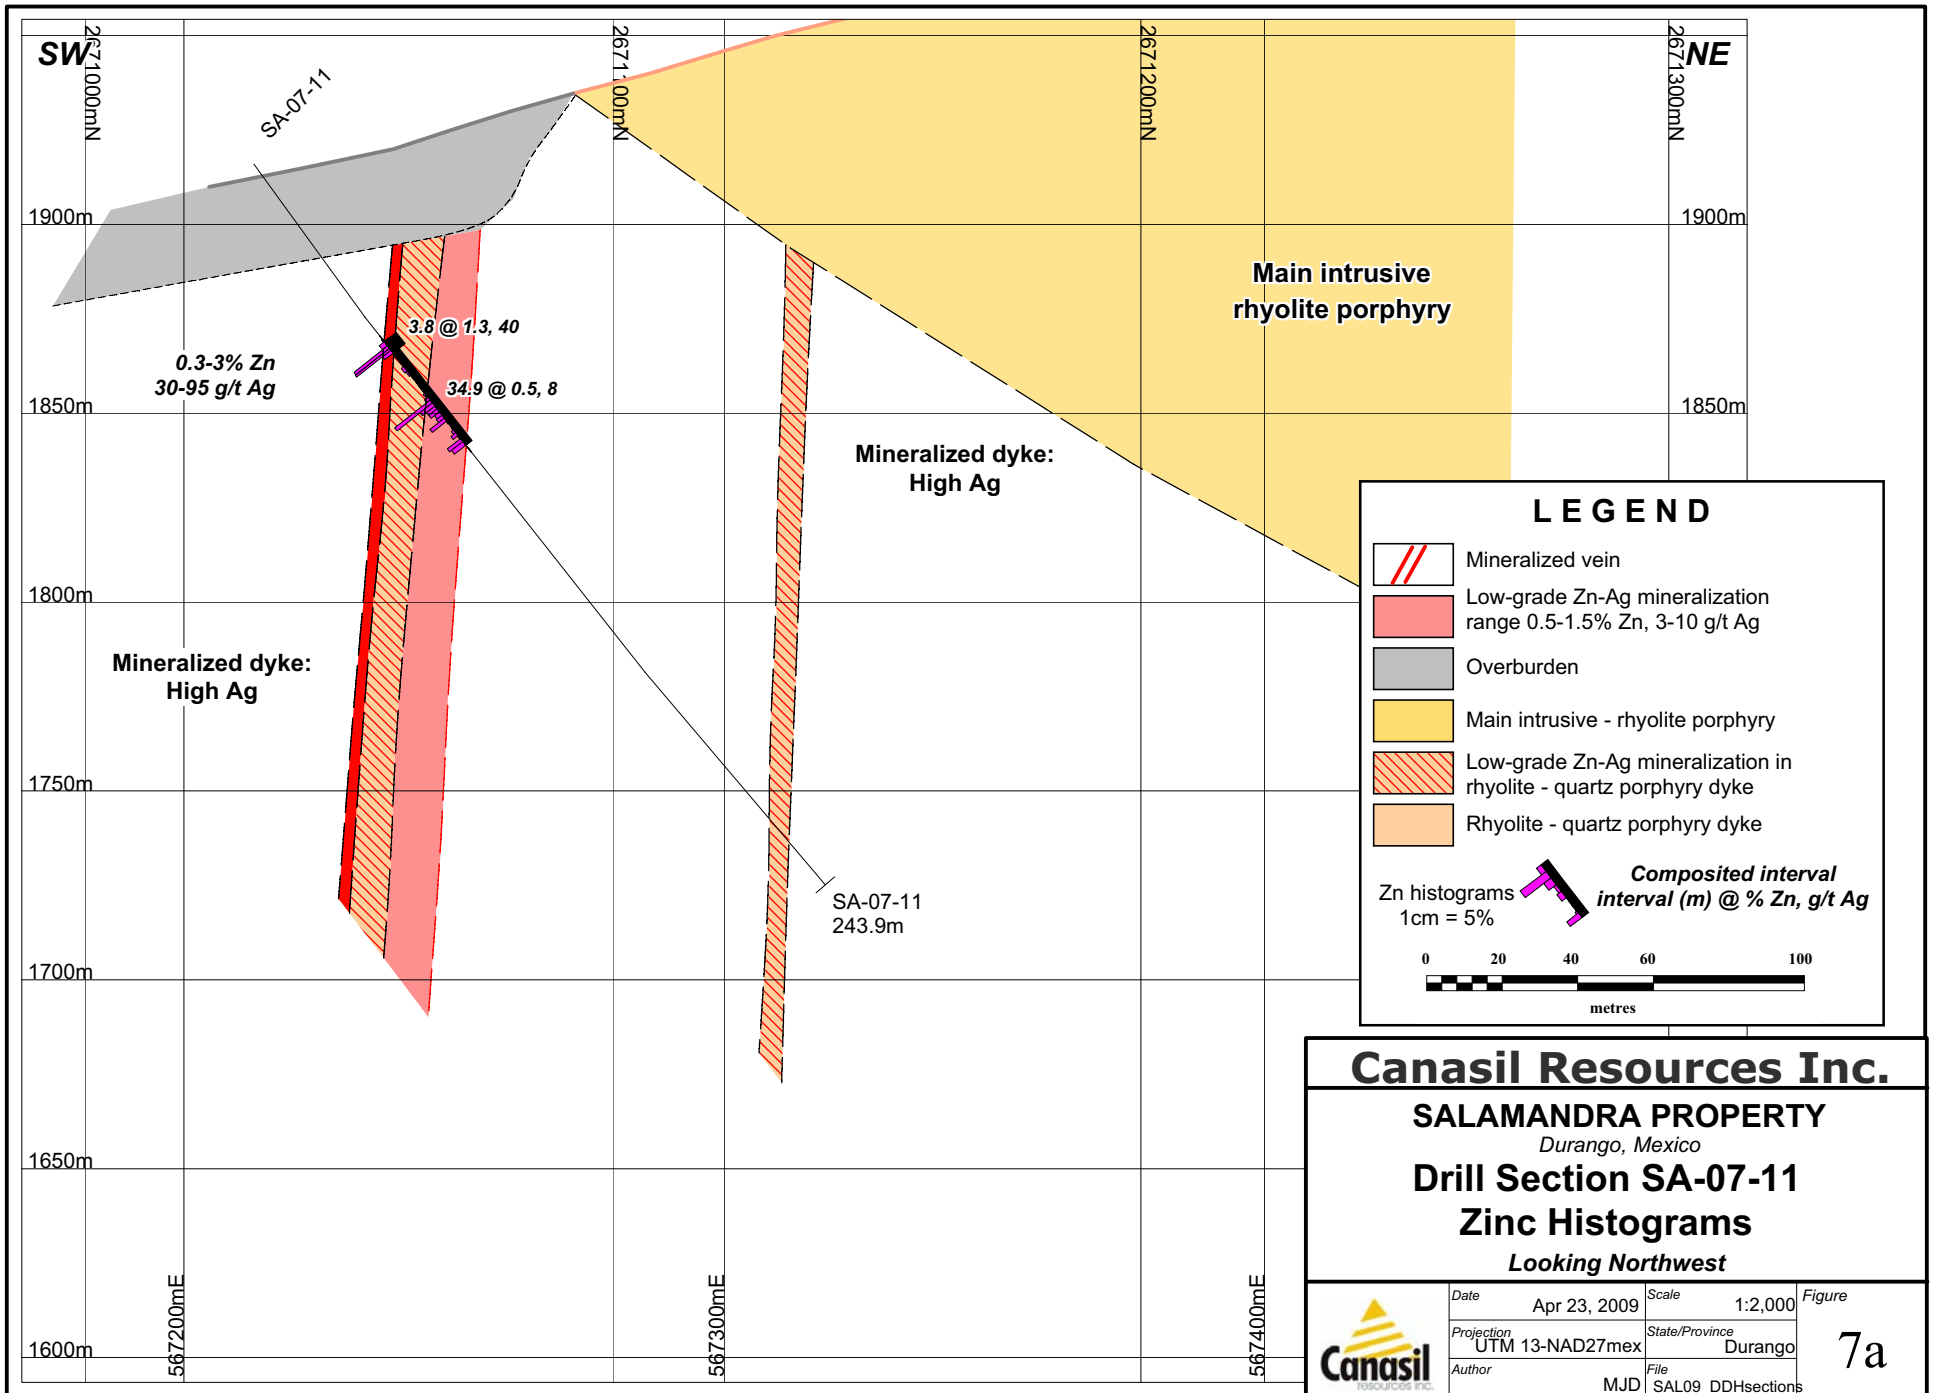 SW
NE
2671000mN
2671100mN
2671200mN
2671300mN
SA-07-11
1900m
1900m
Main intrusive
rhyolite porphyry
3.8 @ 1.3, 40
0.3-3% Zn
30-95 g/t Ag
34.9 @ 0.5, 8
1850m
1850m
Mineralized dyke:
High Ag
1800m
Mineralized dyke:
High Ag
1750m
SA-07-11
243.9m
1700m
1650m
1600m
567200mE
567300mE
567400mE
LEGEND
Mineralized vein
Low-grade Zn-Ag mineralization
range 0.5-1.5% Zn, 3-10 g/t Ag
Overburden
Main intrusive - rhyolite porphyry
Low-grade Zn-Ag mineralization in
rhyolite - quartz porphyry dyke
Rhyolite - quartz porphyry dyke
Zn histograms
1cm = 5%
Composited interval
interval (m) @ % Zn, g/t Ag
0 20 40 60 100
metres
Canasil Resources Inc.
SALAMANDRA PROPERTY
Durango, Mexico
Drill Section SA-07-11
Zinc Histograms
Looking Northwest
Canasil
resources inc.
Date Apr 23, 2009
Scale 1:2,000
Projection UTM 13-NAD27mex
State/Province Durango
Author MJD
File SAL09_DDHsections
Figure
7a